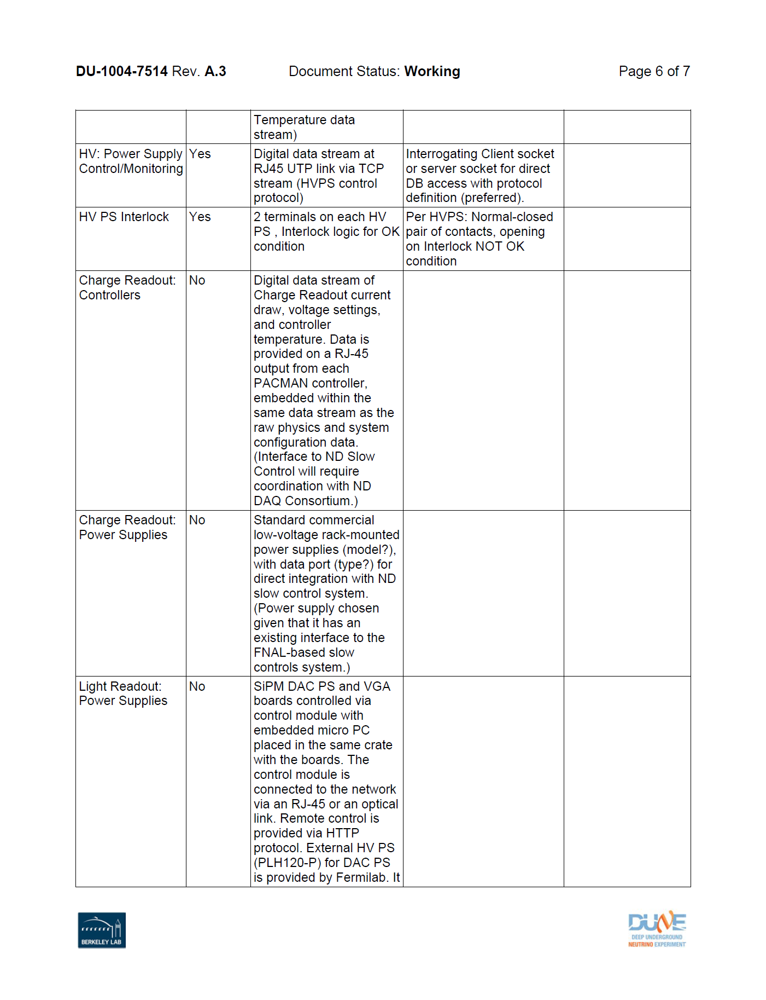 DU-1004-7514 Rev. A.3 Document Status: Working Page 6 of 7
Temperature data
stream)
HV: Power Supply
Control/Monitoring
Yes
Digital data stream at
RJ45 UTP link via TCP
stream (HVPS control
protocol)
Interrogating Client socket
or server socket for direct
DB access with protocol
definition (preferred).
HV PS Interlock
Yes
2 terminals on each HV
PS , Interlock logic for OK
condition
Per HVPS: Normal-closed
pair of contacts, opening
on Interlock NOT OK
condition
Charge Readout:
Controllers
No
Digital data stream of
Charge Readout current
draw, voltage settings,
and controller
temperature. Data is
provided on a RJ-45
output from each
PACMAN controller,
embedded within the
same data stream as the
raw physics and system
configuration data.
(Interface to ND Slow
Control will require
coordination with ND
DAQ Consortium.)
Charge Readout:
Power Supplies
No
Standard commercial
low-voltage rack-mounted
power supplies (model?),
with data port (type?) for
direct integration with ND
slow control system.
(Power supply chosen
given that it has an
existing interface to the
FNAL-based slow
controls system.)
Light Readout:
Power Supplies
No
SiPM DAC PS and VGA
boards controlled via
control module with
embedded micro PC
placed in the same crate
with the boards. The
control module is
connected to the network
via an RJ-45 or an optical
link. Remote control is
provided via HTTP
protocol. External HV PS
(PLH120-P) for DAC PS
is provided by Fermilab. It
BERKELEY LAB
DUNE
DEEP UNDERGROUND
NEUTRINO EXPERIMENT